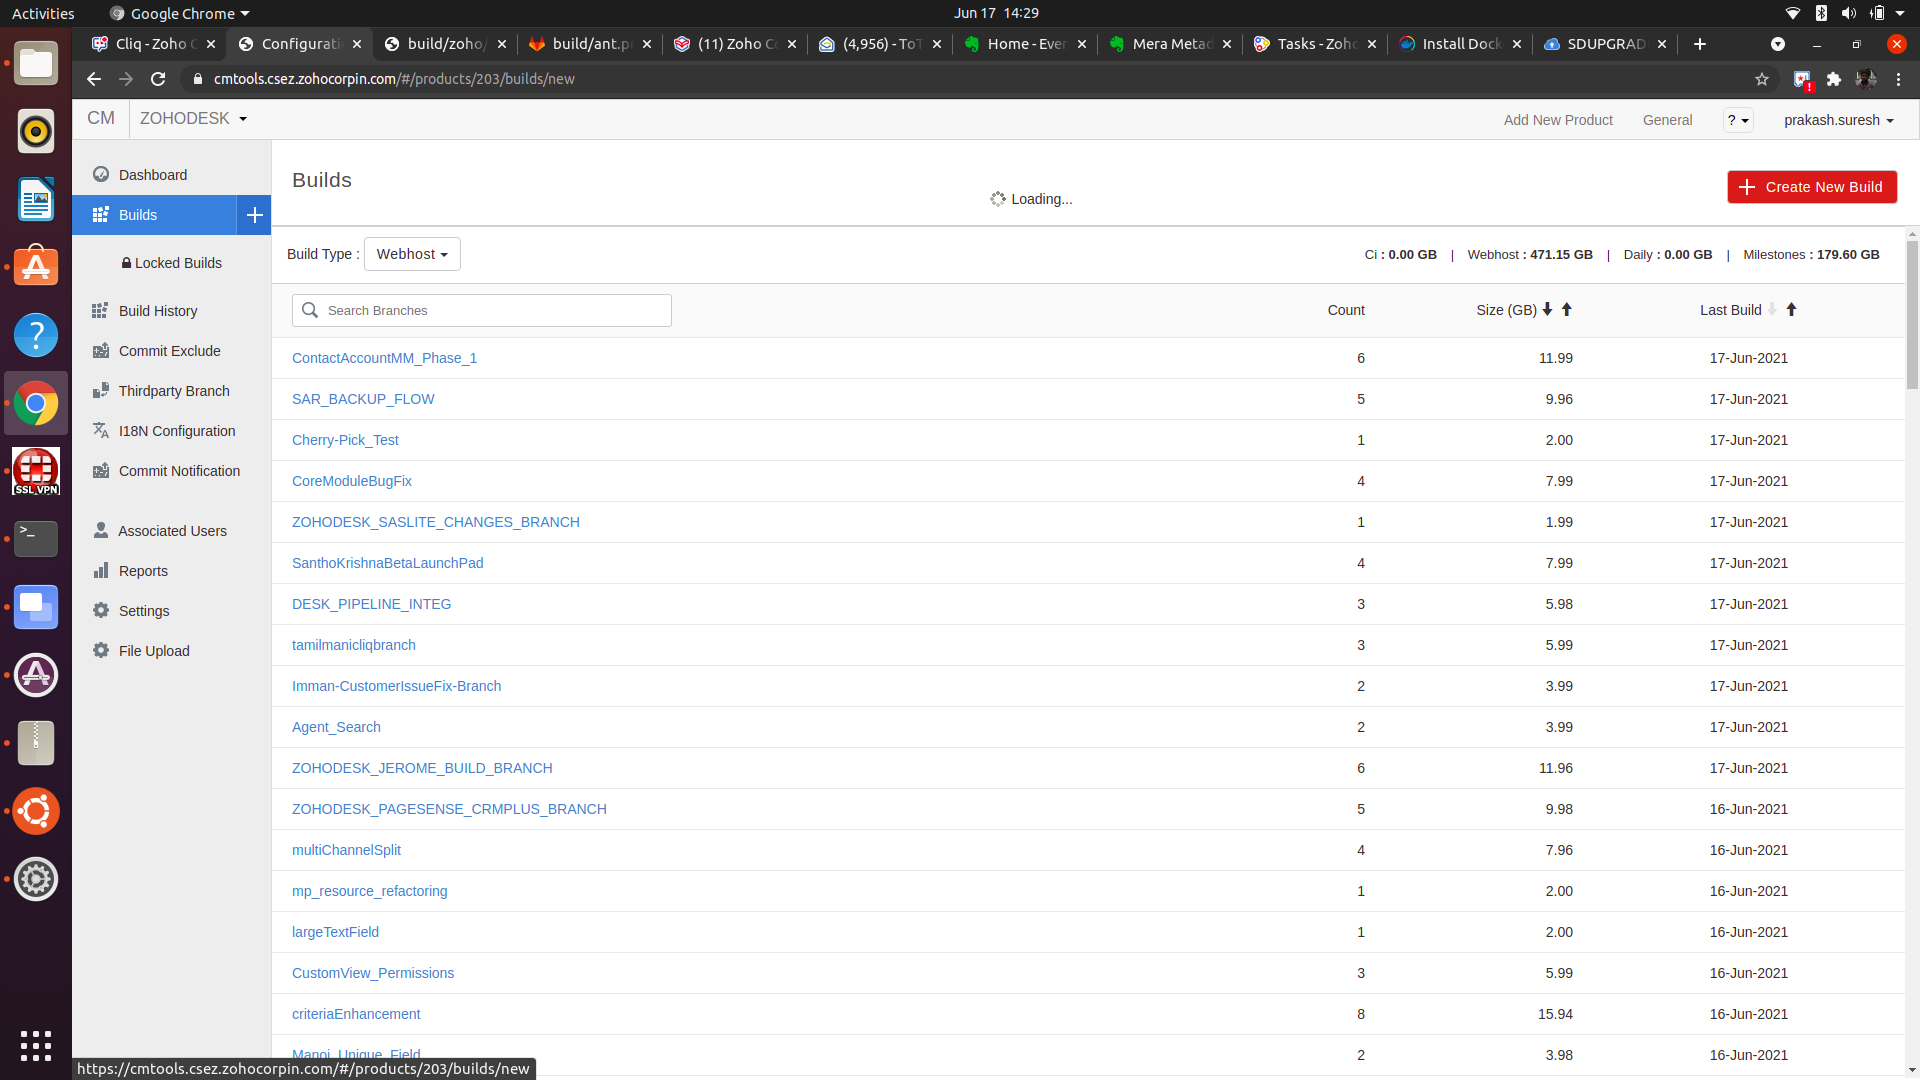 Activities Google Chrome Jun 17 14:29
Cliq - Zoho C Configurati build/zoho/ build/ant.p (11) Zoho Co (4,956) - ToT Home - Ever Mera Metad Tasks - Zoho Install Dock SDUPGRAD
cmtools.csez.zohocorpin.com/#/products/203/builds/new
CM ZOHODESK Add New Product General ? prakash.suresh
Dashboard
Builds
Locked Builds
Build History
Commit Exclude
Thirdparty Branch
I18N Configuration
Commit Notification
Associated Users
Reports
Settings
File Upload
SSL VPN
Builds
Loading...
Create New Build
Build Type : Webhost Ci : 0.00 GB | Webhost : 471.15 GB | Daily : 0.00 GB | Milestones : 179.60 GB
Search Branches Count Size (GB) Last Build
ContactAccountMM_Phase_1 6 11.99 17-Jun-2021
SAR_BACKUP_FLOW 5 9.96 17-Jun-2021
Cherry-Pick_Test 1 2.00 17-Jun-2021
CoreModuleBugFix 4 7.99 17-Jun-2021
ZOHODESK_SASLITE_CHANGES_BRANCH 1 1.99 17-Jun-2021
SanthoKrishnaBetaLaunchPad 4 7.99 17-Jun-2021
DESK_PIPELINE_INTEG 3 5.98 17-Jun-2021
tamilmanicliqbranch 3 5.99 17-Jun-2021
Imman-CustomerIssueFix-Branch 2 3.99 17-Jun-2021
Agent_Search 2 3.99 17-Jun-2021
ZOHODESK_JEROME_BUILD_BRANCH 6 11.96 17-Jun-2021
ZOHODESK_PAGESENSE_CRMPLUS_BRANCH 5 9.98 16-Jun-2021
multiChannelSplit 4 7.96 16-Jun-2021
mp_resource_refactoring 1 2.00 16-Jun-2021
largeTextField 1 2.00 16-Jun-2021
CustomView_Permissions 3 5.99 16-Jun-2021
criteriaEnhancement 8 15.94 16-Jun-2021
Manoj_Unique_Field 2 3.98 16-Jun-2021
https://cmtools.csez.zohocorpin.com/#/products/203/builds/new